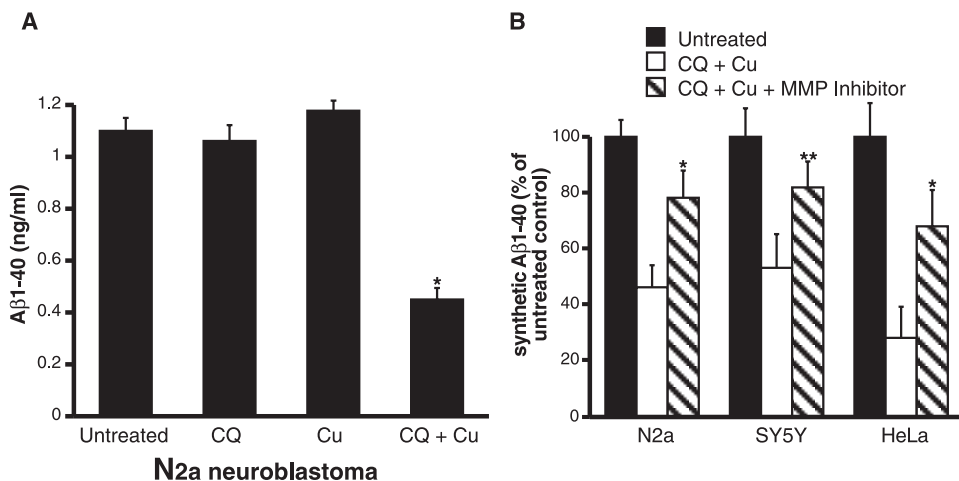 A
Aβ1-40 (ng/ml)
1.2
1
0.8
0.6
0.4
0.2
0
*
Untreated CQ Cu CQ + Cu
N2a neuroblastoma
B
Untreated
CQ + Cu
CQ + Cu + MMP Inhibitor
synthetic Aβ1-40 (% of
untreated control)
100
80
60
40
20
0
* ** *
N2a SY5Y HeLa